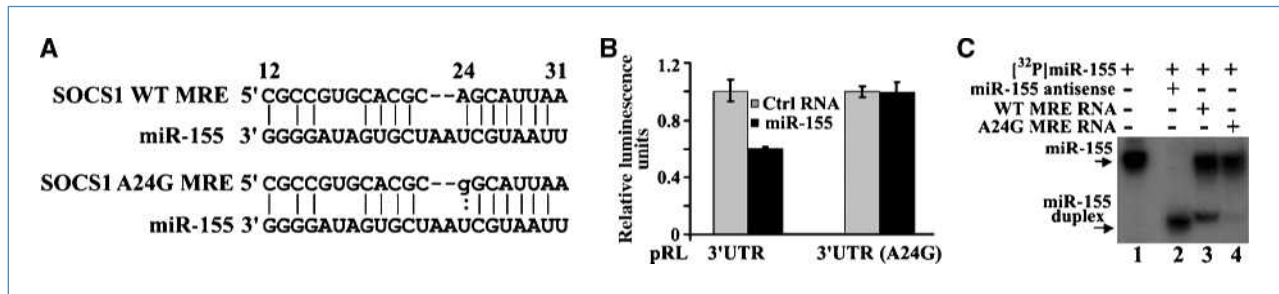 A
12 24 31
SOCS1 WT MRE 5'CGCCGUGCACGC--AGCAUUAA
miR-155 3'GGGGAUAGUGCUAAUCGUAAUU
SOCS1 A24G MRE 5'CGCCGUGCACGC--gGCAUUAA
miR-155 3'GGGGAUAGUGCUAAUCGUAAUU
B
Relative luminescence
units
1.2
0.8
0.4
0
Ctrl RNA
miR-155
pRL 3'UTR 3'UTR (A24G)
C
[32P]miR-155 + + + +
miR-155 antisense - + - -
WT MRE RNA - - + -
A24G MRE RNA - - - +
miR-155
miR-155
duplex
1 2 3 4